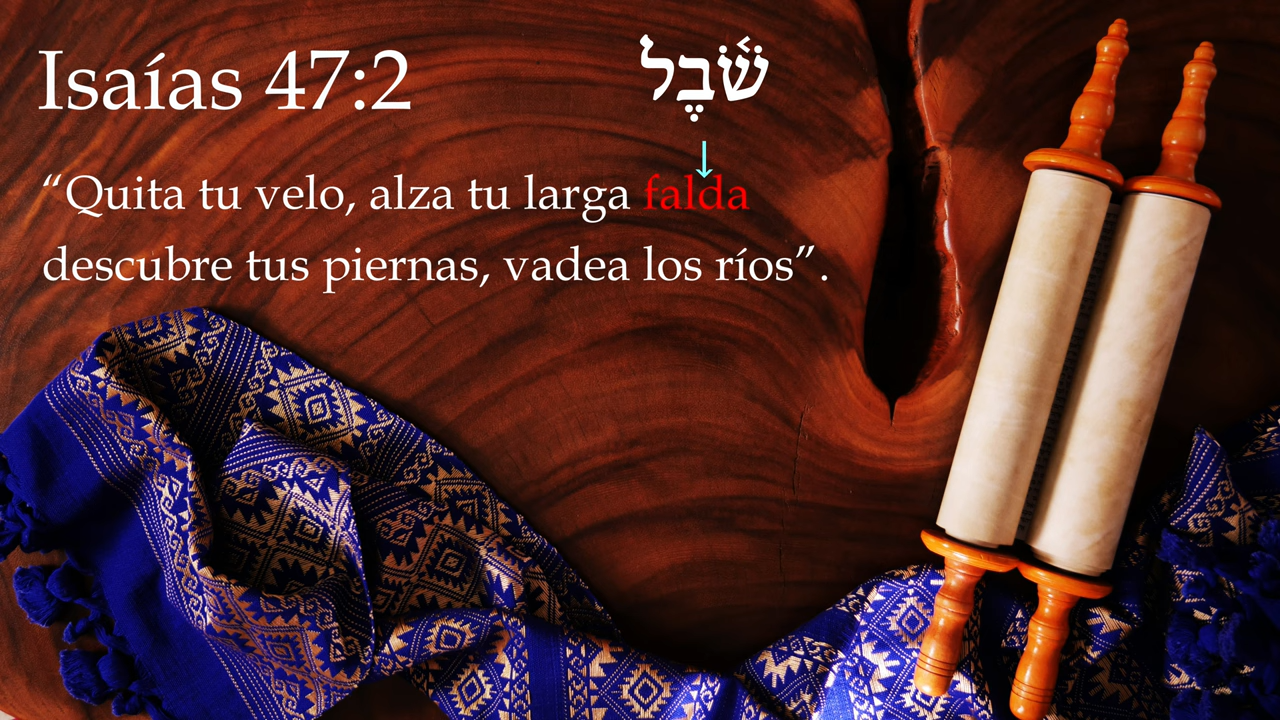 Isaías 47:2
שֹׁ֛בֶל
↓
“Quita tu velo, alza tu larga falda
descubre tus piernas, vadea los ríos”.